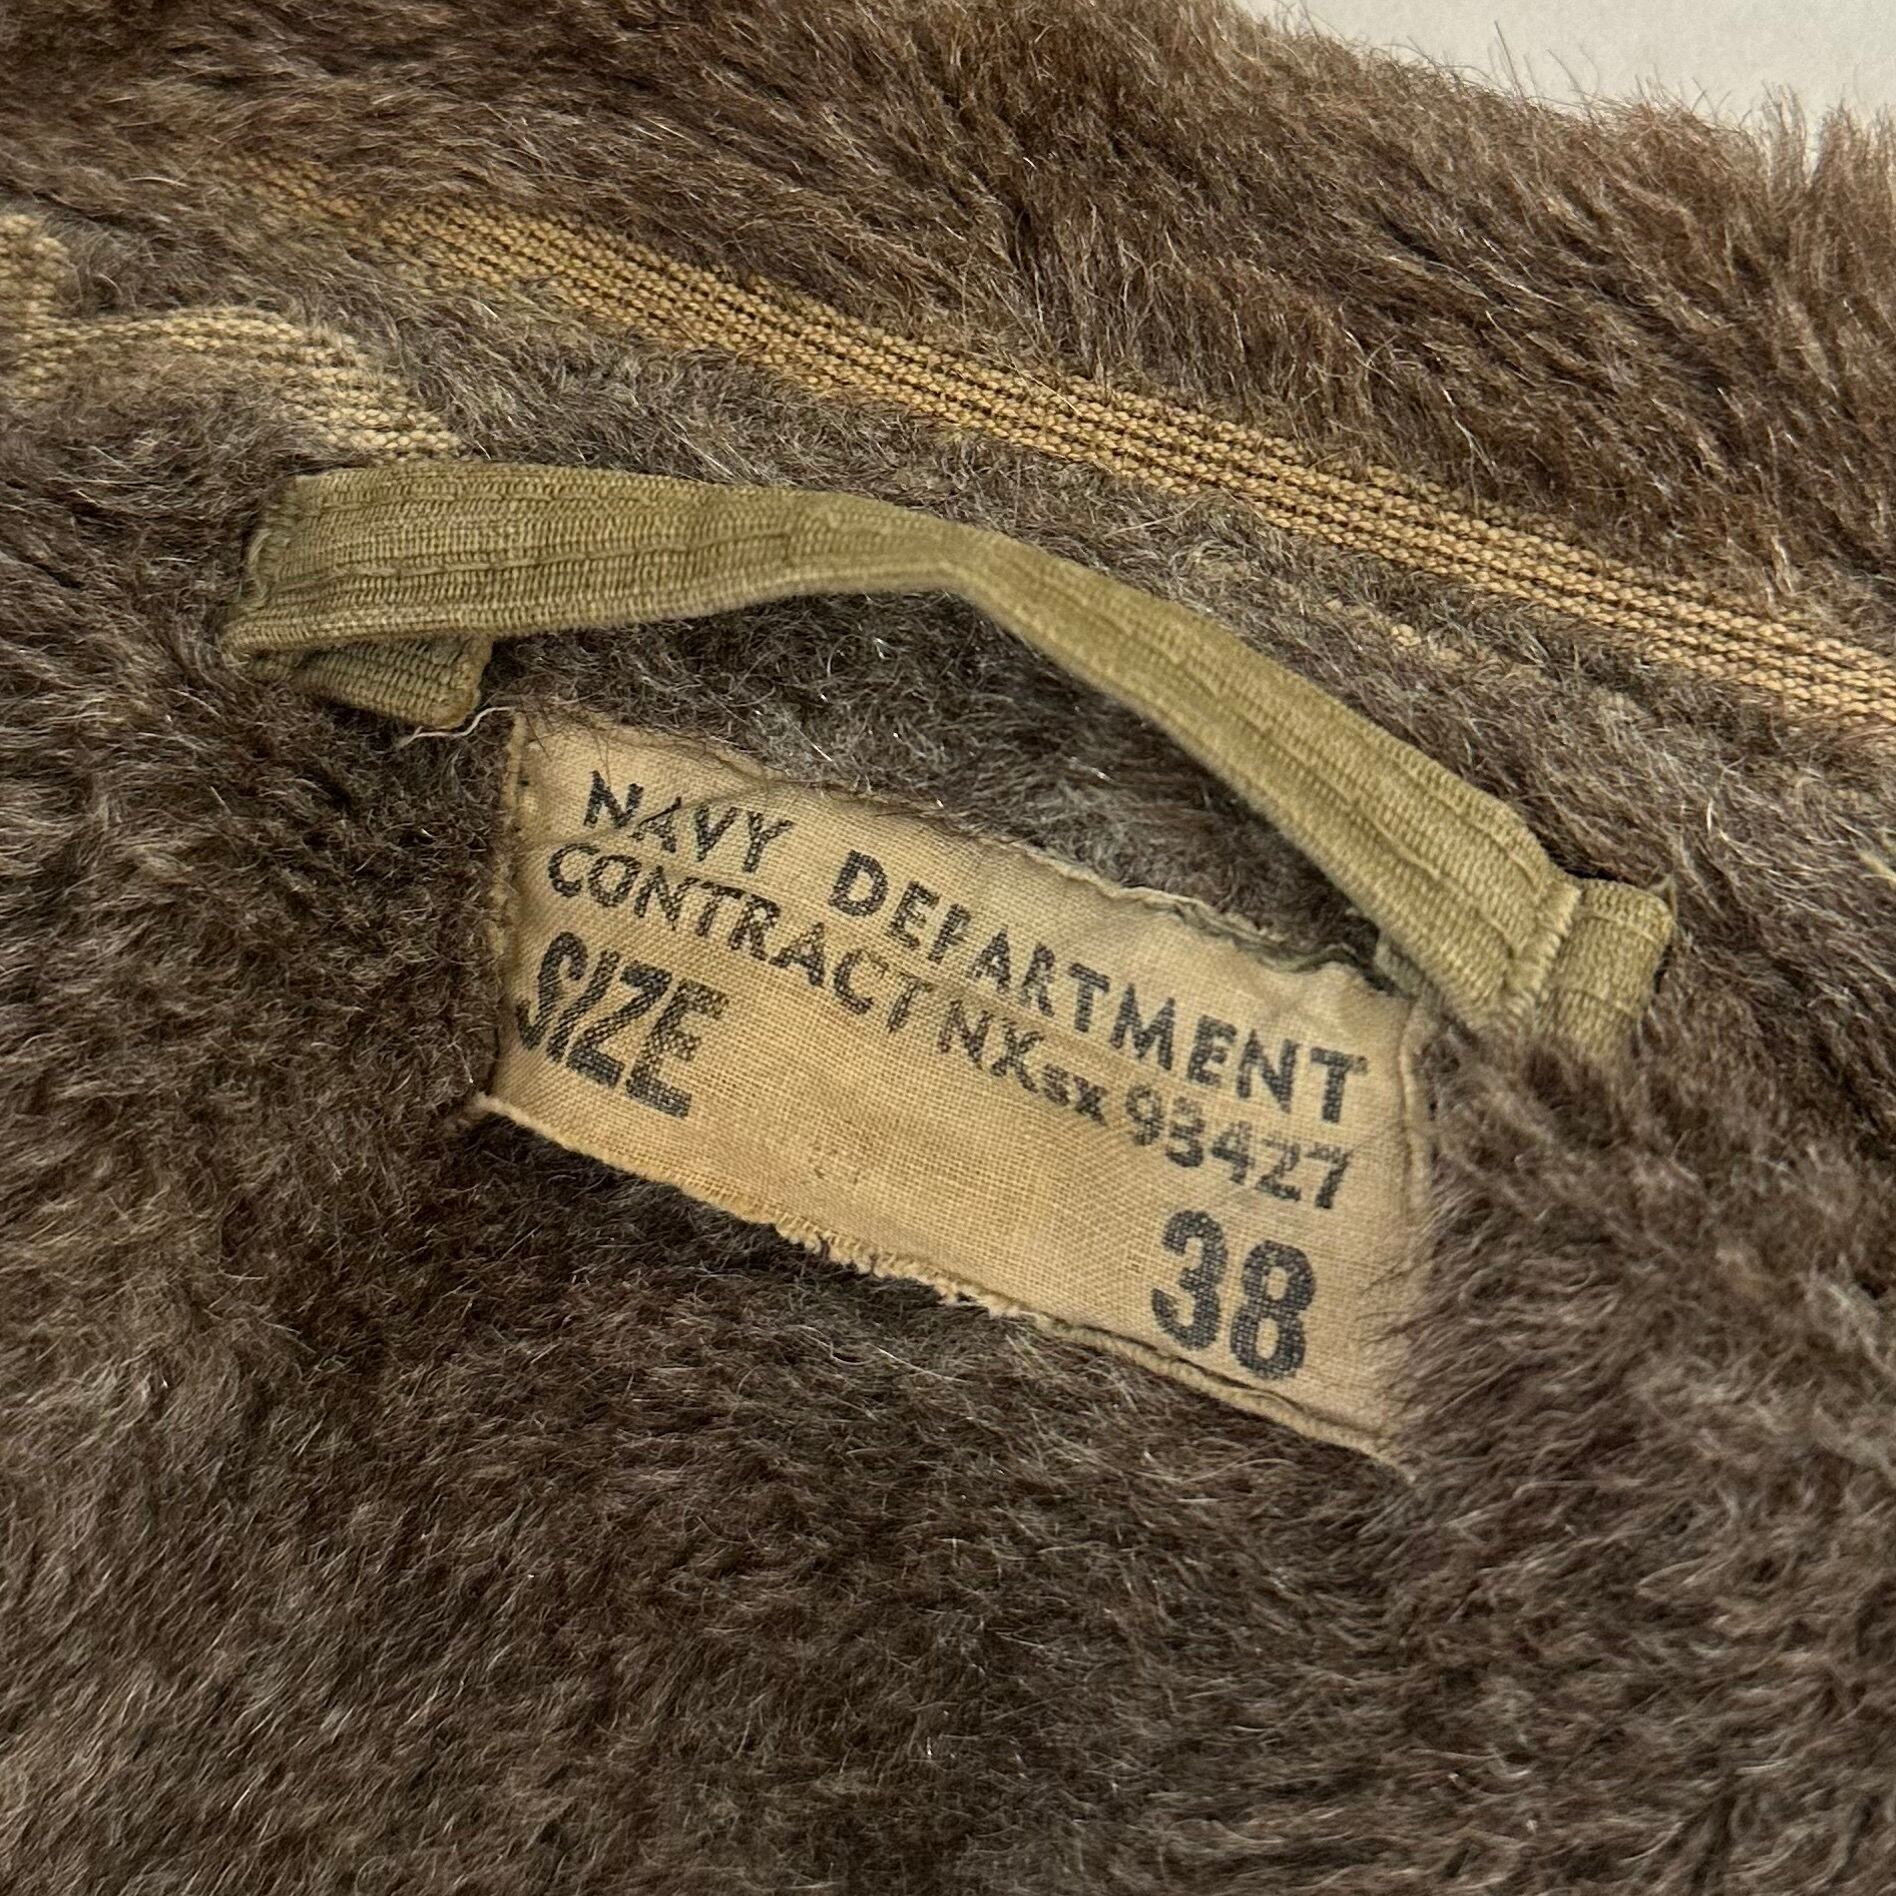 NAVY DEPARTMENT
CONTRACT NXsx 93427
SIZE 38